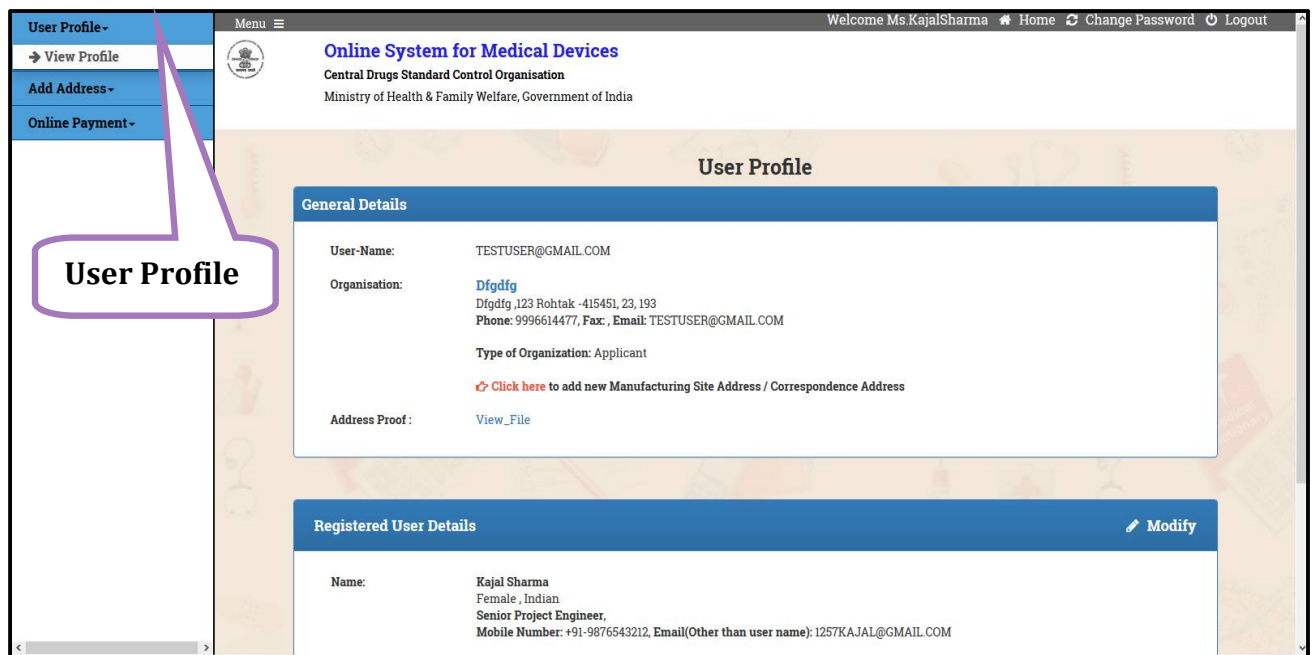 User Profile
View Profile
Add Address
Online Payment
Menu
Welcome Ms.KajalSharma Home Change Password Logout
Online System for Medical Devices
Central Drugs Standard Control Organisation
Ministry of Health & Family Welfare, Government of India
User Profile
User Profile
General Details
User-Name: TESTUSER@GMAIL.COM
Organisation: Dfgdfg
Dfgdfg ,123 Rohtak -415451, 23, 193
Phone: 9996614477, Fax: , Email: TESTUSER@GMAIL.COM
Type of Organization: Applicant
Click here to add new Manufacturing Site Address / Correspondence Address
Address Proof : View_File
Registered User Details Modify
Name: Kajal Sharma
Female , Indian
Senior Project Engineer,
Mobile Number: +91-9876543212, Email(Other than user name): 1257KAJAL@GMAIL.COM